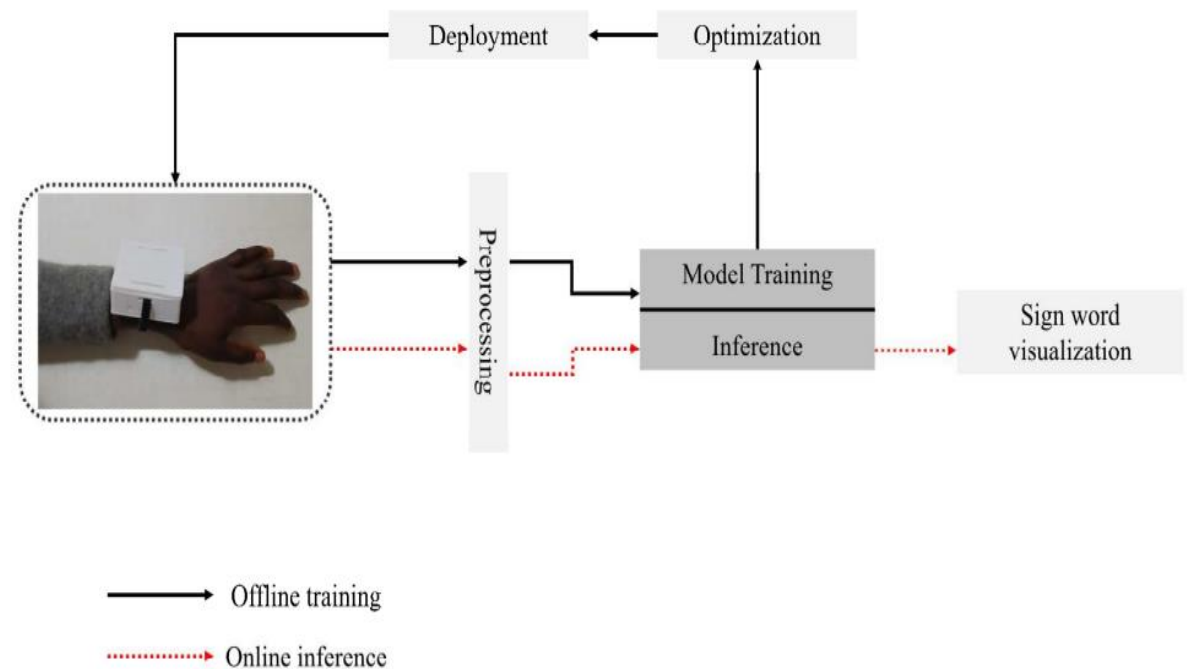 Deployment
Optimization
Preprocessing
Model Training
Inference
Sign word
visualization
Offline training
Online inference